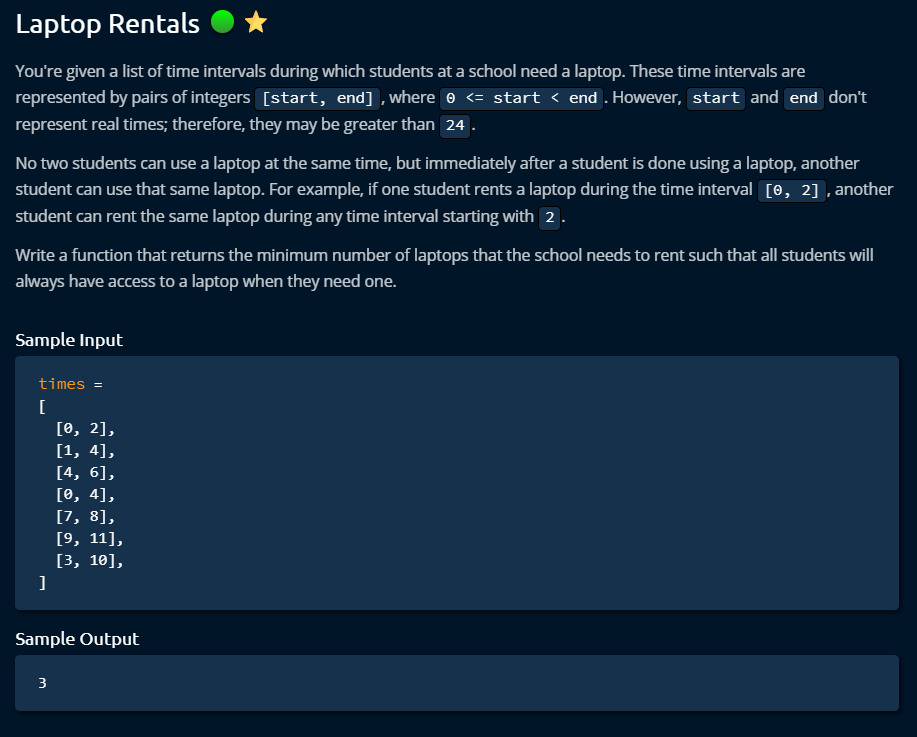 Laptop Rentals
You're given a list of time intervals during which students at a school need a laptop. These time intervals are
represented by pairs of integers [start, end] , where 0 <= start < end . However, start and end don't
represent real times; therefore, they may be greater than 24 .
No two students can use a laptop at the same time, but immediately after a student is done using a laptop, another
student can use that same laptop. For example, if one student rents a laptop during the time interval [0, 2] , another
student can rent the same laptop during any time interval starting with 2 .
Write a function that returns the minimum number of laptops that the school needs to rent such that all students will
always have access to a laptop when they need one.
Sample Input
times =
[
[0, 2],
[1, 4],
[4, 6],
[0, 4],
[7, 8],
[9, 11],
[3, 10],
]
Sample Output
3